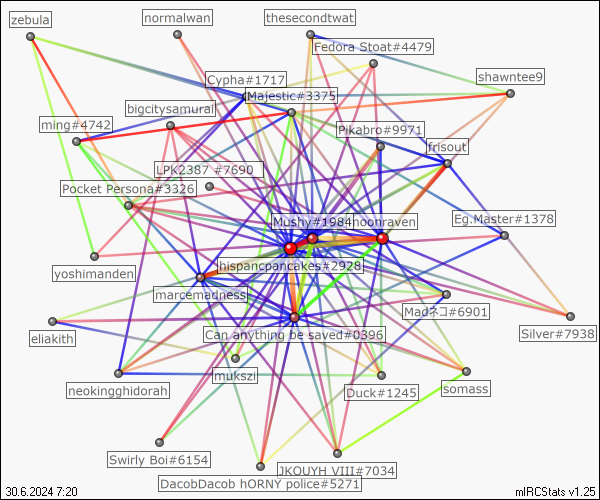 zebula
normalwan
thesecondtwat
Fedora Stoat#4479
Cypha#1717
shawntee9
Majestic#3375
bigcitysamurai
ming#4742
Pikabro#9971
frisout
LPK2387 #7690
Pocket Persona#3326
Mushy#1984
noonraven
Eg.Master#1378
hispancpancakes#2928
yoshimanden
marcemadness
Madネコ#6901
Can anything be saved#0396
Silver#7938
eliakith
mukszi
neokingghidorah
Duck#1245
somass
Swirly Boi#6154
JKOUYH VIII#7034
DacobDacob hORNY police#5271
30.6.2024 7:20
mIRCStats v1.25